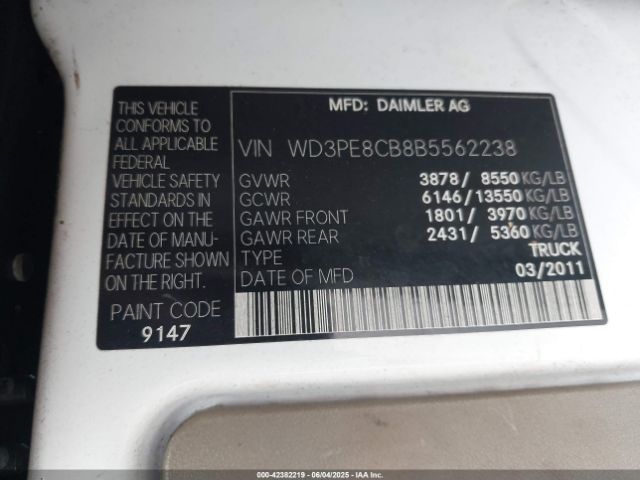 MFD: DAIMLER AG
THIS VEHICLE
CONFORMS TO
ALL APPLICABLE
FEDERAL
VEHICLE SAFETY
STANDARDS IN
EFFECT ON THE
DATE OF MANU-
FACTURE SHOWN
ON THE RIGHT.
PAINT CODE
9147
VIN WD3PE8CB8B5562238
GVWR 3878/ 8550 KG/LB
GCWR 6146/13550 KG/LB
GAWR FRONT 1801/ 3970 KG/LB
GAWR REAR 2431/ 5360 KG/LB
TYPE TRUCK
DATE OF MFD 03/2011
000-42382219 - 06/04/2025 - IAA, Inc.